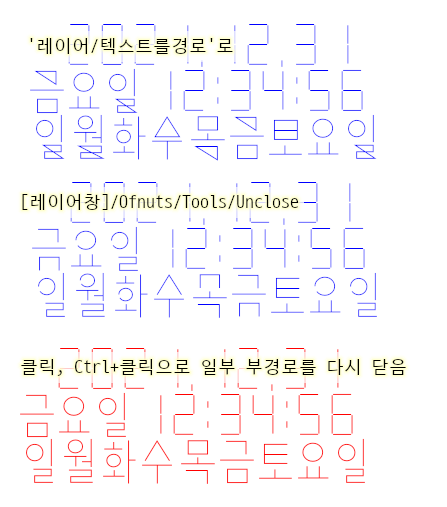 '레이어/텍스트를경로'로
2021.12.31
금요일 12:34:56
일월화수목금토요일
[레이어창]/Ofnuts/Tools/Unclose
2021.12.31
금요일 12:34:56
일월화수목금토요일
클릭, Ctrl+클릭으로 일부 부경로를 다시 닫음
2021.12.31
금요일 12:34:56
일월화수목금토요일